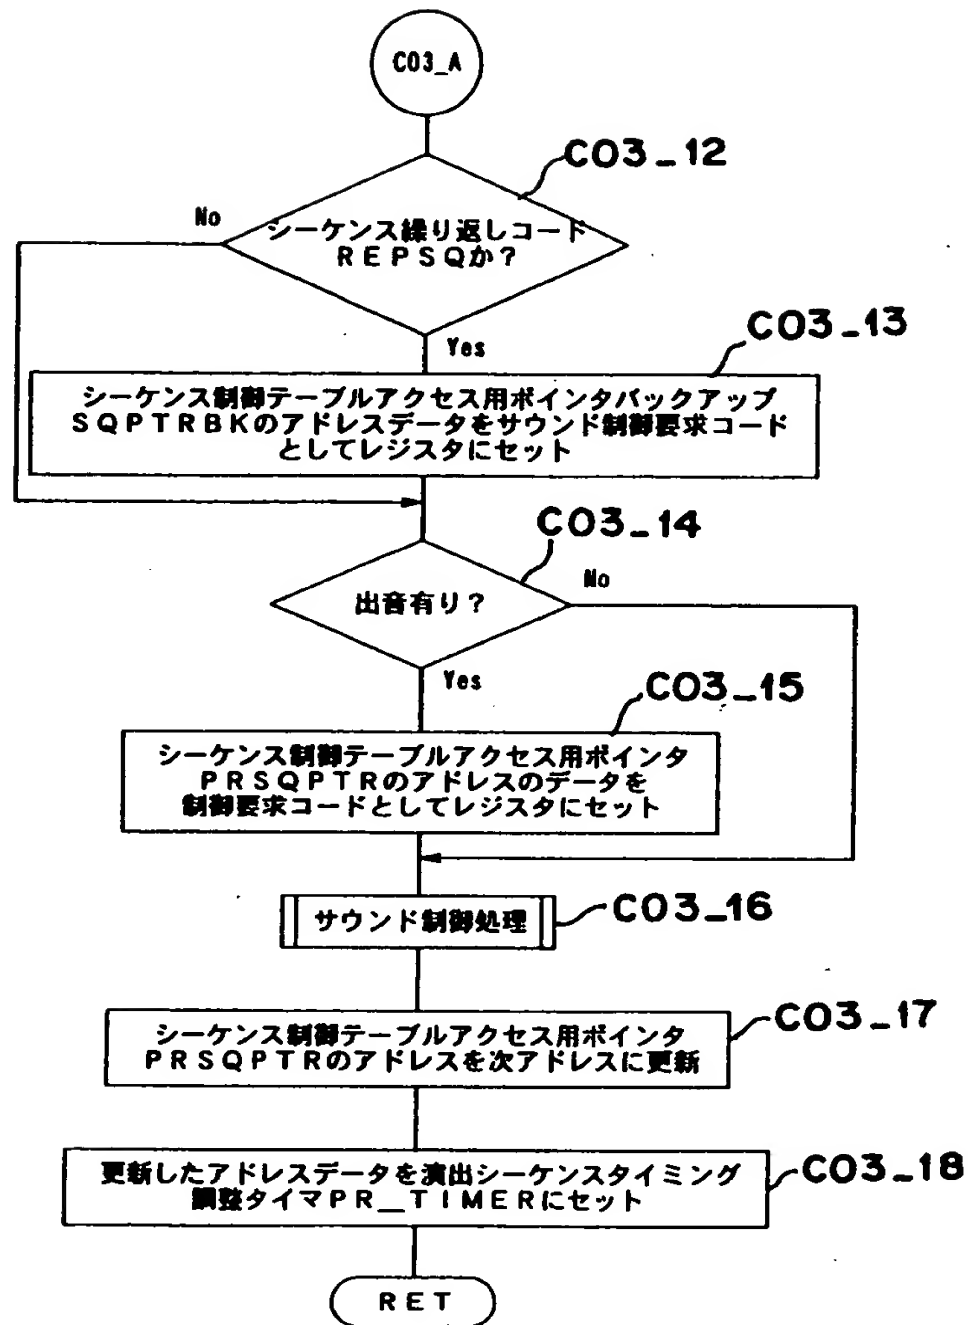 C03_A
C03_12
No
シーケンス繰り返しコード
ＲＥＰＳＱか？
C03_13
Yes
シーケンス制御テーブルアクセス用ポインタバックアップ
ＳＱＰＴＲＢＫのアドレスデータをサウンド制御要求コード
としてレジスタにセット
C03_14
No
出音有り？
Yes
C03_15
シーケンス制御テーブルアクセス用ポインタ
ＰＲＳＱＰＴＲのアドレスのデータを
制御要求コードとしてレジスタにセット
サウンド制御処理
C03_16
シーケンス制御テーブルアクセス用ポインタ
ＰＲＳＱＰＴＲのアドレスを次アドレスに更新
C03_17
更新したアドレスデータを演出シーケンスタイミング
調整タイマＰＲ＿ＴＩＭＥＲにセット
C03_18
ＲＥＴ